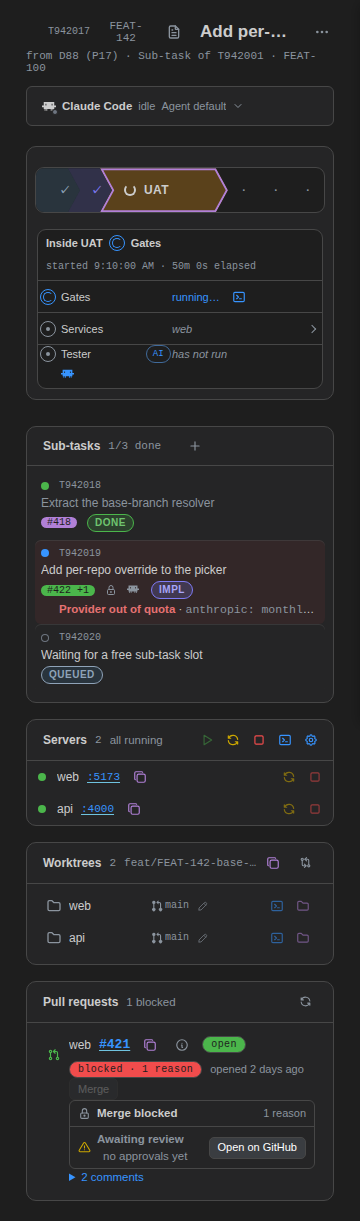 T942017 FEAT-142 Add per-…
from D88 (P17) · Sub-task of T942001 · FEAT-100
Claude Code idle Agent default
UAT
Inside UAT Gates
started 9:10:00 AM · 50m 0s elapsed
Gates running…
Services web
Tester AI has not run
Sub-tasks 1/3 done
T942018
Extract the base-branch resolver
#418 DONE
T942019
Add per-repo override to the picker
#422 +1 IMPL
Provider out of quota · anthropic: monthl…
T942020
Waiting for a free sub-task slot
QUEUED
Servers 2 all running
web :5173
api :4000
Worktrees 2 feat/FEAT-142-base-…
web main
api main
Pull requests 1 blocked
web #421 open
blocked · 1 reason opened 2 days ago
Merge
Merge blocked 1 reason
Awaiting review
no approvals yet
Open on GitHub
2 comments